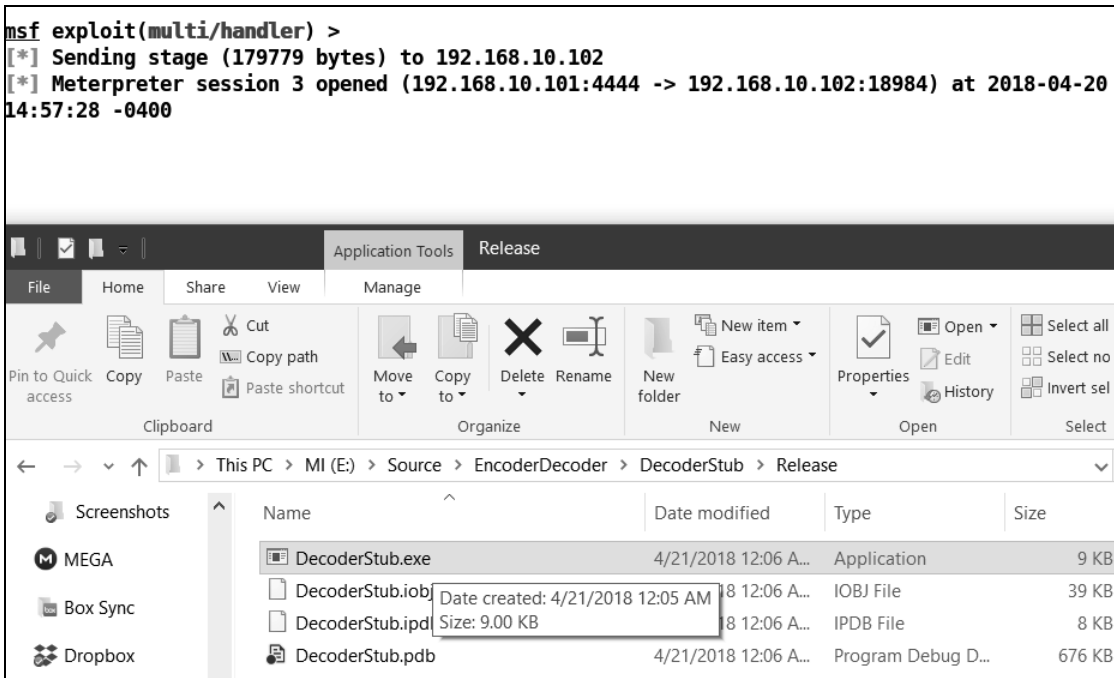 msf exploit(multi/handler) >
[*] Sending stage (179779 bytes) to 192.168.10.102
[*] Meterpreter session 3 opened (192.168.10.101:4444 -> 192.168.10.102:18984) at 2018-04-20
14:57:28 -0400
Application Tools Release
File Home Share View Manage
Pin to Quick access
Copy
Paste
Cut
Copy path
Paste shortcut
Move to
Copy to
Delete
Rename
New folder
New item
Easy access
Properties
Open
Edit
History
Select all
Select no
Invert sel
Clipboard Organize New Open Select
This PC > MI (E:) > Source > EncoderDecoder > DecoderStub > Release
Screenshots
MEGA
Box Sync
Dropbox
Name Date modified Type Size
DecoderStub.exe 4/21/2018 12:06 A... Application 9 KB
DecoderStub.iobj 18 12:06 A... IOBJ File 39 KB
DecoderStub.ipd 18 12:06 A... IPDB File 8 KB
DecoderStub.pdb 4/21/2018 12:06 A... Program Debug D... 676 KB
Date created: 4/21/2018 12:05 AM
Size: 9.00 KB